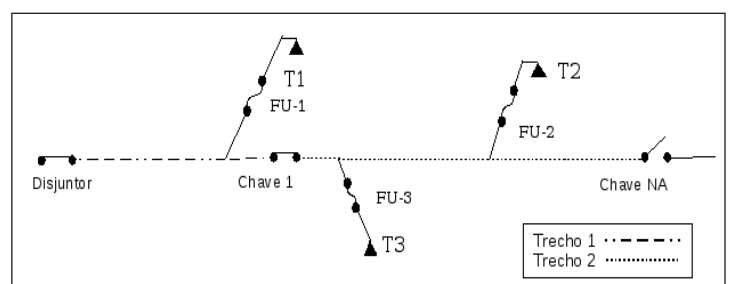 T1
FU-1
T2
FU-2
Disjuntor
Chave 1
Chave NA
FU-3
T3
Trecho 1
Trecho 2